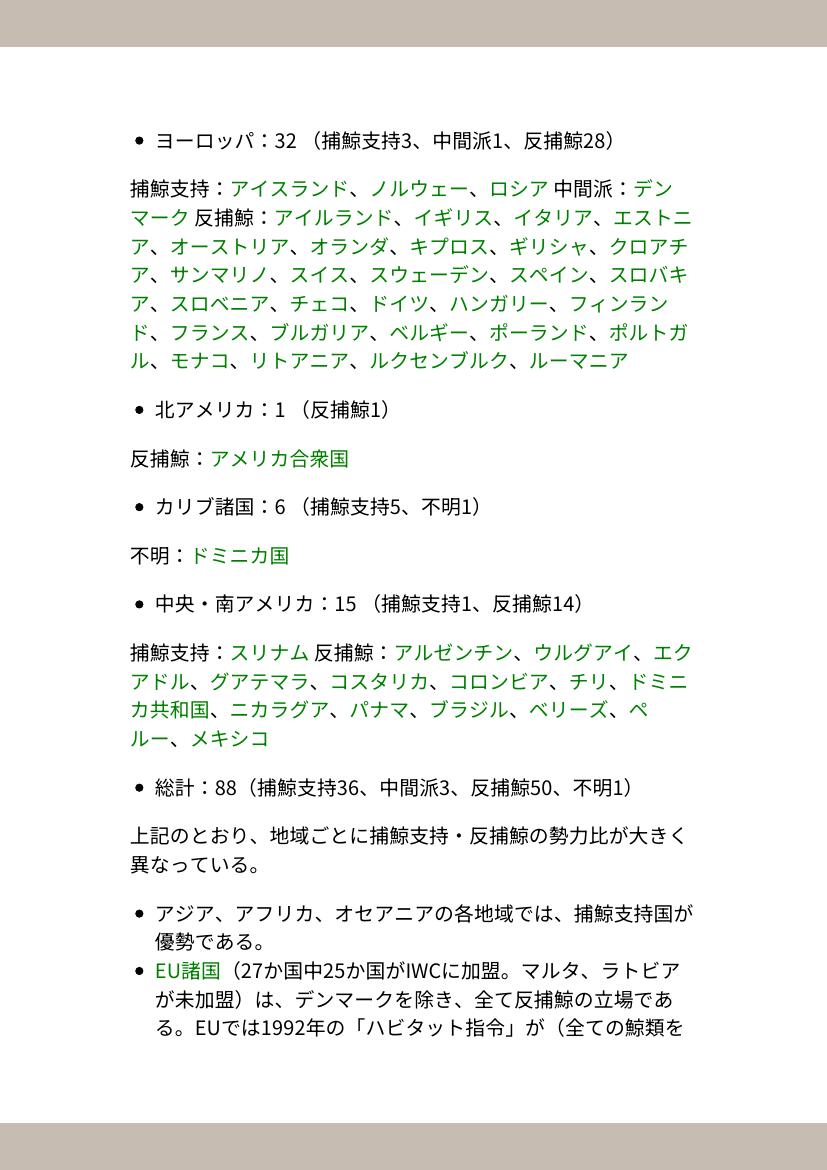 • ヨーロッパ：32 （捕鯨支持3、中間派1、反捕鯨28）
捕鯨支持：アイスランド、ノルウェー、ロシア 中間派：デン
マーク 反捕鯨：アイルランド、イギリス、イタリア、エストニ
ア、オーストリア、オランダ、キプロス、ギリシャ、クロアチ
ア、サンマリノ、スイス、スウェーデン、スペイン、スロバキ
ア、スロベニア、チェコ、ドイツ、ハンガリー、フィンラン
ド、フランス、ブルガリア、ベルギー、ポーランド、ポルトガ
ル、モナコ、リトアニア、ルクセンブルク、ルーマニア
• 北アメリカ：1 （反捕鯨1）
反捕鯨：アメリカ合衆国
• カリブ諸国：6 （捕鯨支持5、不明1）
不明：ドミニカ国
• 中央・南アメリカ：15 （捕鯨支持1、反捕鯨14）
捕鯨支持：スリナム 反捕鯨：アルゼンチン、ウルグアイ、エク
アドル、グアテマラ、コスタリカ、コロンビア、チリ、ドミニ
カ共和国、ニカラグア、パナマ、ブラジル、ベリーズ、ペ
ルー、メキシコ
• 総計：88（捕鯨支持36、中間派3、反捕鯨50、不明1）
上記のとおり、地域ごとに捕鯨支持・反捕鯨の勢力比が大きく
異なっている。
• アジア、アフリカ、オセアニアの各地域では、捕鯨支持国が
優勢である。
• EU諸国（27か国中25か国がIWCに加盟。マルタ、ラトビア
が未加盟）は、デンマークを除き、全て反捕鯨の立場であ
る。EUでは1992年の「ハビタット指令」が（全ての鯨類を